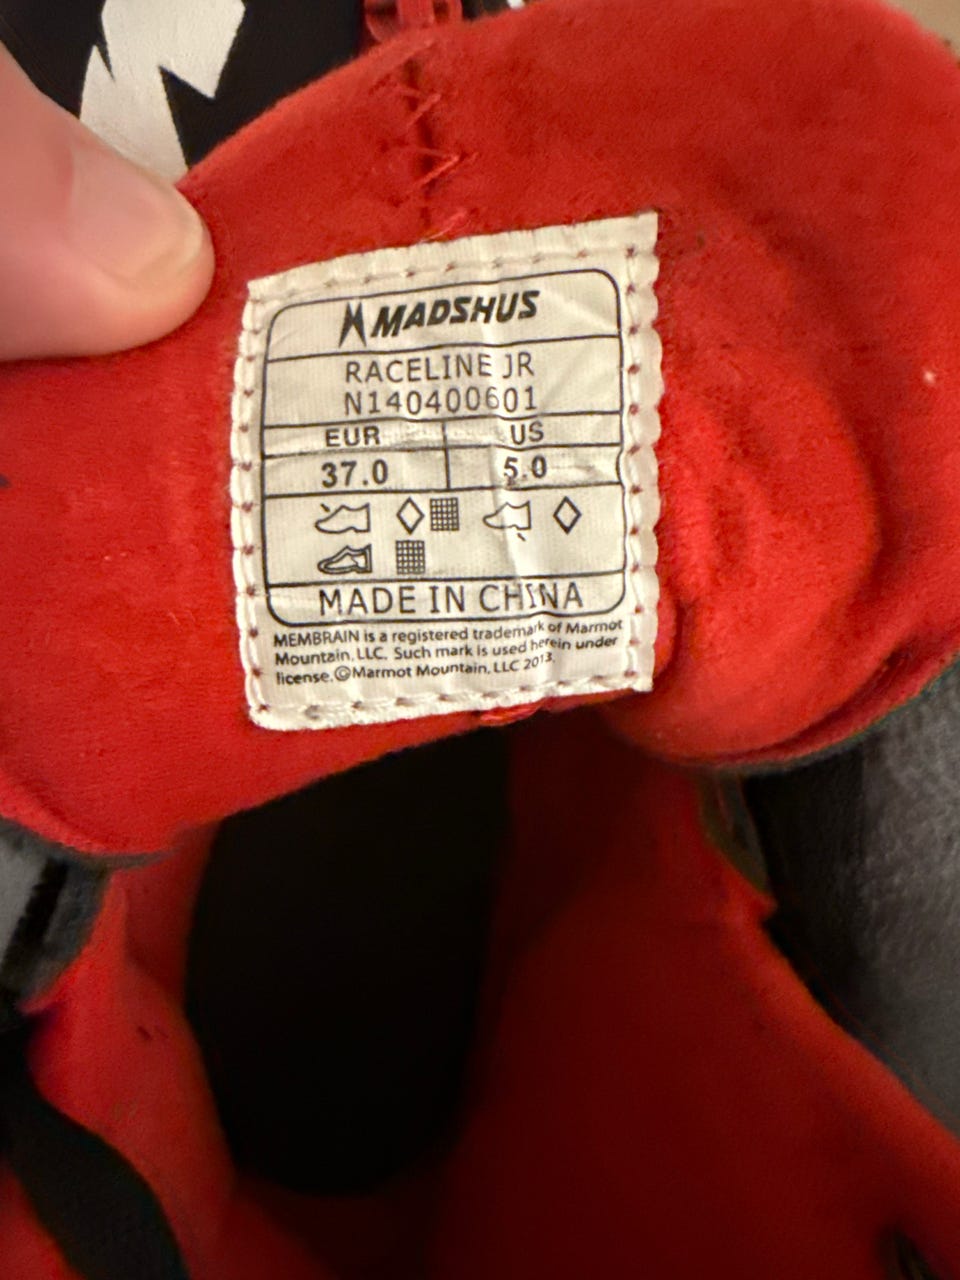 MADSHUS
RACELINE JR
N140400601
EUR US
37.0 5.0
MADE IN CHINA
MEMBRAIN is a registered trademark of Marmot
Mountain, LLC. Such mark is used herein under
license.©Marmot Mountain, LLC 2013.